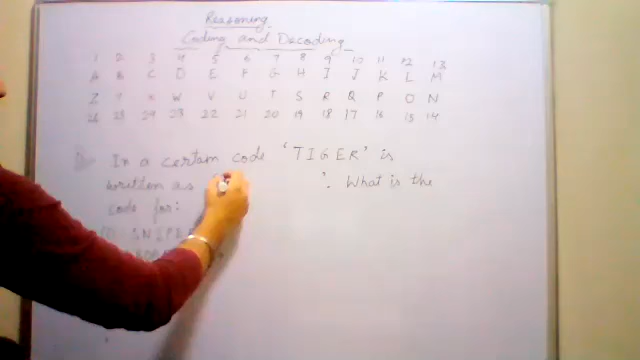 Reasoning
Coding and Decoding
1 2 3 4 5 6 7 8 9 10 11 12 13
A B C D E F G H I J K L M
Z Y X W V U T S R Q P O N
26 25 24 23 22 21 20 19 18 17 16 15 14
In a certain code 'TIGER' is
written as '. What is the
code for: